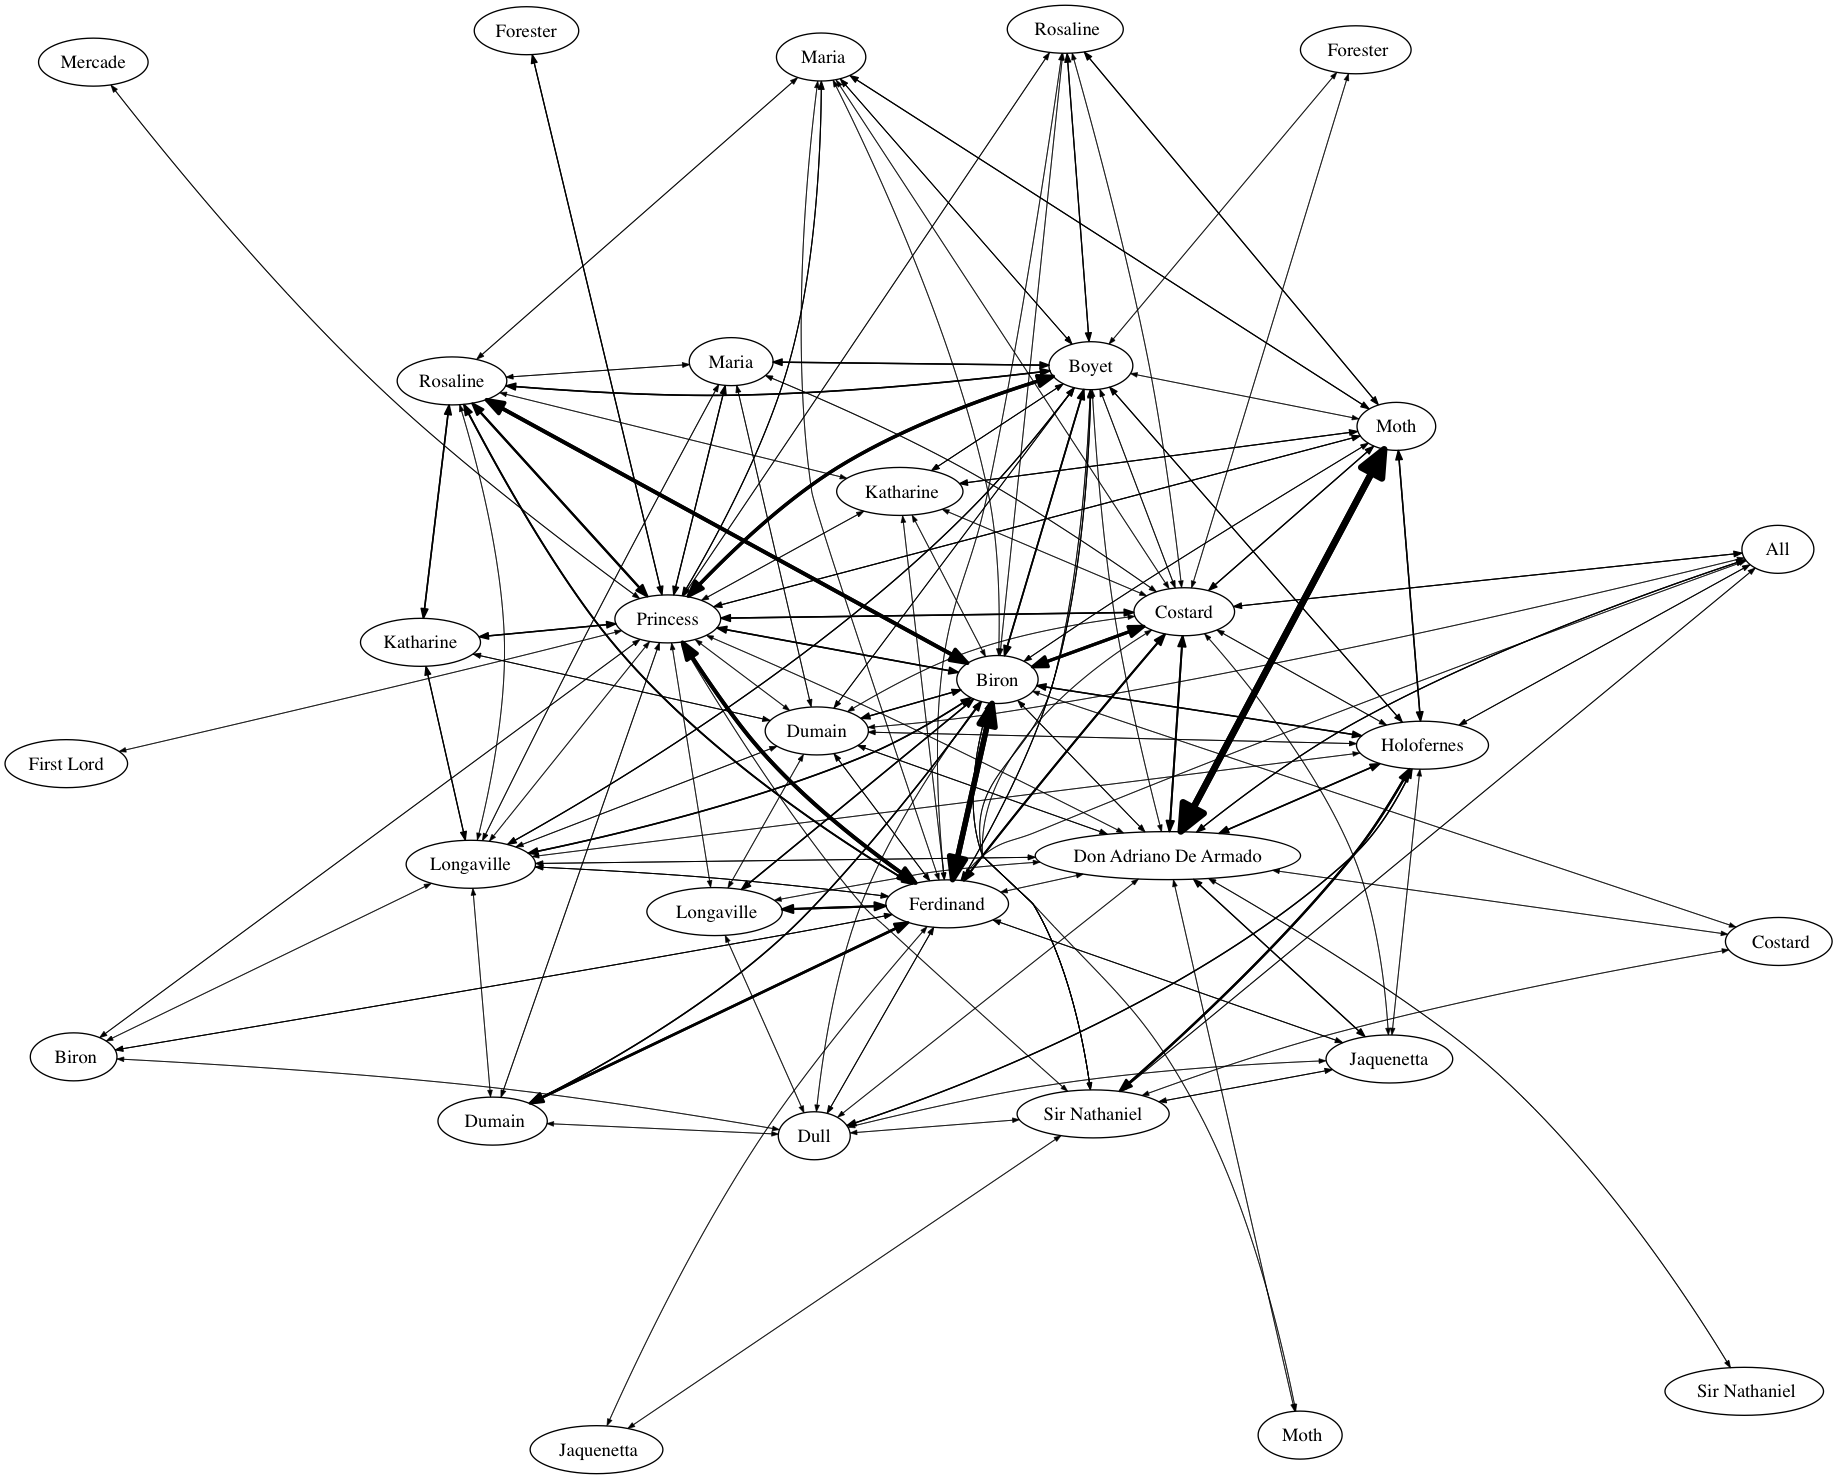 Forester
Rosaline
Forester
Maria
Mercade
Maria
Boyet
Rosaline
Moth
Katharine
All
Costard
Princess
Katharine
Biron
Dumain
Holofernes
First Lord
Don Adriano De Armado
Longaville
Ferdinand
Longaville
Costard
Biron
Jaquenetta
Sir Nathaniel
Dumain
Dull
Sir Nathaniel
Moth
Jaquenetta